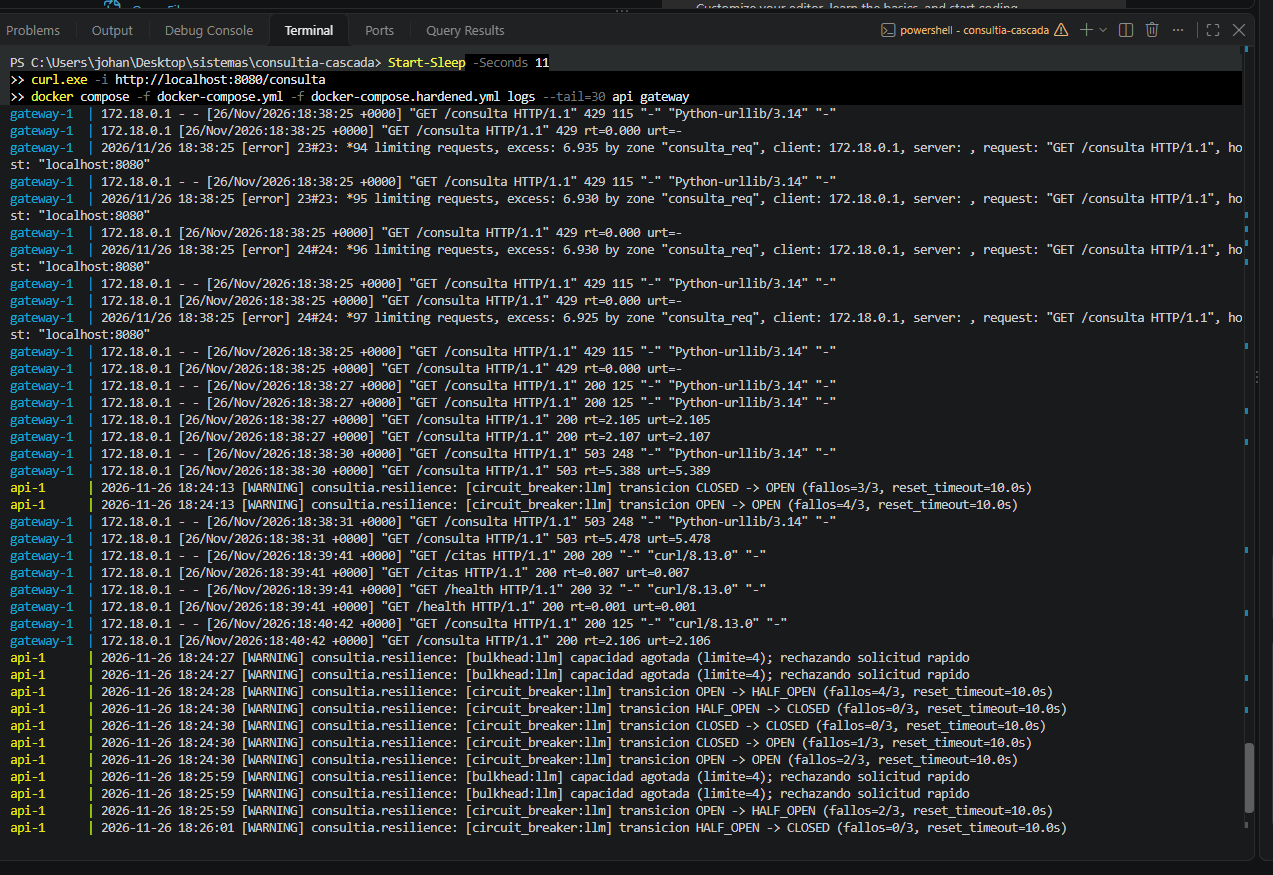 Customize your editor, learn the basics, and start coding
Problems Output Debug Console Terminal Ports Query Results powershell - consultia-cascada
PS C:\Users\johan\Desktop\sistemas\consultia-cascada> Start-Sleep -Seconds 11
>> curl.exe -i http://localhost:8080/consulta
>> docker compose -f docker-compose.yml -f docker-compose.hardened.yml logs --tail=30 api gateway
gateway-1 | 172.18.0.1 - - [26/Nov/2026:18:38:25 +0000] "GET /consulta HTTP/1.1" 429 115 "-" "Python-urllib/3.14" "-"
gateway-1 | 172.18.0.1 [26/Nov/2026:18:38:25 +0000] "GET /consulta HTTP/1.1" 429 rt=0.000 urt=-
gateway-1 | 2026/11/26 18:38:25 [error] 23#23: *94 limiting requests, excess: 6.935 by zone "consulta_req", client: 172.18.0.1, server: , request: "GET /consulta HTTP/1.1", ho
st: "localhost:8080"
gateway-1 | 172.18.0.1 - - [26/Nov/2026:18:38:25 +0000] "GET /consulta HTTP/1.1" 429 115 "-" "Python-urllib/3.14" "-"
gateway-1 | 2026/11/26 18:38:25 [error] 23#23: *95 limiting requests, excess: 6.930 by zone "consulta_req", client: 172.18.0.1, server: , request: "GET /consulta HTTP/1.1", ho
st: "localhost:8080"
gateway-1 | 172.18.0.1 [26/Nov/2026:18:38:25 +0000] "GET /consulta HTTP/1.1" 429 rt=0.000 urt=-
gateway-1 | 2026/11/26 18:38:25 [error] 24#24: *96 limiting requests, excess: 6.930 by zone "consulta_req", client: 172.18.0.1, server: , request: "GET /consulta HTTP/1.1", ho
st: "localhost:8080"
gateway-1 | 172.18.0.1 - - [26/Nov/2026:18:38:25 +0000] "GET /consulta HTTP/1.1" 429 115 "-" "Python-urllib/3.14" "-"
gateway-1 | 172.18.0.1 [26/Nov/2026:18:38:25 +0000] "GET /consulta HTTP/1.1" 429 rt=0.000 urt=-
gateway-1 | 2026/11/26 18:38:25 [error] 24#24: *97 limiting requests, excess: 6.925 by zone "consulta_req", client: 172.18.0.1, server: , request: "GET /consulta HTTP/1.1", ho
st: "localhost:8080"
gateway-1 | 172.18.0.1 - - [26/Nov/2026:18:38:25 +0000] "GET /consulta HTTP/1.1" 429 115 "-" "Python-urllib/3.14" "-"
gateway-1 | 172.18.0.1 [26/Nov/2026:18:38:25 +0000] "GET /consulta HTTP/1.1" 429 rt=0.000 urt=-
gateway-1 | 172.18.0.1 - - [26/Nov/2026:18:38:27 +0000] "GET /consulta HTTP/1.1" 200 125 "-" "Python-urllib/3.14" "-"
gateway-1 | 172.18.0.1 - - [26/Nov/2026:18:38:27 +0000] "GET /consulta HTTP/1.1" 200 125 "-" "Python-urllib/3.14" "-"
gateway-1 | 172.18.0.1 [26/Nov/2026:18:38:27 +0000] "GET /consulta HTTP/1.1" 200 rt=2.105 urt=2.105
gateway-1 | 172.18.0.1 [26/Nov/2026:18:38:27 +0000] "GET /consulta HTTP/1.1" 200 rt=2.107 urt=2.107
gateway-1 | 172.18.0.1 - - [26/Nov/2026:18:38:30 +0000] "GET /consulta HTTP/1.1" 503 248 "-" "Python-urllib/3.14" "-"
gateway-1 | 172.18.0.1 [26/Nov/2026:18:38:30 +0000] "GET /consulta HTTP/1.1" 503 rt=5.388 urt=5.389
api-1 | 2026-11-26 18:24:13 [WARNING] consultia.resilience: [circuit_breaker:llm] transicion CLOSED -> OPEN (fallos=3/3, reset_timeout=10.0s)
api-1 | 2026-11-26 18:24:13 [WARNING] consultia.resilience: [circuit_breaker:llm] transicion OPEN -> OPEN (fallos=4/3, reset_timeout=10.0s)
gateway-1 | 172.18.0.1 - - [26/Nov/2026:18:38:31 +0000] "GET /consulta HTTP/1.1" 503 248 "-" "Python-urllib/3.14" "-"
gateway-1 | 172.18.0.1 [26/Nov/2026:18:38:31 +0000] "GET /consulta HTTP/1.1" 503 rt=5.478 urt=5.478
gateway-1 | 172.18.0.1 - - [26/Nov/2026:18:39:41 +0000] "GET /citas HTTP/1.1" 200 209 "-" "curl/8.13.0" "-"
gateway-1 | 172.18.0.1 [26/Nov/2026:18:39:41 +0000] "GET /citas HTTP/1.1" 200 rt=0.007 urt=0.007
gateway-1 | 172.18.0.1 - - [26/Nov/2026:18:39:41 +0000] "GET /health HTTP/1.1" 200 32 "-" "curl/8.13.0" "-"
gateway-1 | 172.18.0.1 [26/Nov/2026:18:39:41 +0000] "GET /health HTTP/1.1" 200 rt=0.001 urt=0.001
gateway-1 | 172.18.0.1 - - [26/Nov/2026:18:40:42 +0000] "GET /consulta HTTP/1.1" 200 125 "-" "curl/8.13.0" "-"
gateway-1 | 172.18.0.1 [26/Nov/2026:18:40:42 +0000] "GET /consulta HTTP/1.1" 200 rt=2.106 urt=2.106
api-1 | 2026-11-26 18:24:27 [WARNING] consultia.resilience: [bulkhead:llm] capacidad agotada (limite=4); rechazando solicitud rapido
api-1 | 2026-11-26 18:24:27 [WARNING] consultia.resilience: [bulkhead:llm] capacidad agotada (limite=4); rechazando solicitud rapido
api-1 | 2026-11-26 18:24:28 [WARNING] consultia.resilience: [circuit_breaker:llm] transicion OPEN -> HALF_OPEN (fallos=4/3, reset_timeout=10.0s)
api-1 | 2026-11-26 18:24:30 [WARNING] consultia.resilience: [circuit_breaker:llm] transicion HALF_OPEN -> CLOSED (fallos=0/3, reset_timeout=10.0s)
api-1 | 2026-11-26 18:24:30 [WARNING] consultia.resilience: [circuit_breaker:llm] transicion CLOSED -> CLOSED (fallos=0/3, reset_timeout=10.0s)
api-1 | 2026-11-26 18:24:30 [WARNING] consultia.resilience: [circuit_breaker:llm] transicion CLOSED -> OPEN (fallos=1/3, reset_timeout=10.0s)
api-1 | 2026-11-26 18:24:30 [WARNING] consultia.resilience: [circuit_breaker:llm] transicion OPEN -> OPEN (fallos=2/3, reset_timeout=10.0s)
api-1 | 2026-11-26 18:25:59 [WARNING] consultia.resilience: [bulkhead:llm] capacidad agotada (limite=4); rechazando solicitud rapido
api-1 | 2026-11-26 18:25:59 [WARNING] consultia.resilience: [bulkhead:llm] capacidad agotada (limite=4); rechazando solicitud rapido
api-1 | 2026-11-26 18:25:59 [WARNING] consultia.resilience: [circuit_breaker:llm] transicion OPEN -> HALF_OPEN (fallos=2/3, reset_timeout=10.0s)
api-1 | 2026-11-26 18:26:01 [WARNING] consultia.resilience: [circuit_breaker:llm] transicion HALF_OPEN -> CLOSED (fallos=0/3, reset_timeout=10.0s)